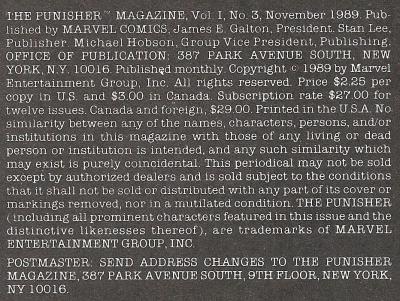 THE PUNISHER™ MAGAZINE, Vol. I, No. 3, November 1989. Pub-
lished by MARVEL COMICS, James E. Galton, President. Stan Lee,
Publisher. Michael Hobson, Group Vice President, Publishing.
OFFICE OF PUBLICATION: 387 PARK AVENUE SOUTH, NEW
YORK, N.Y. 10016. Published monthly. Copyright © 1989 by Marvel
Entertainment Group, Inc. All rights reserved. Price $2.25 per
copy in U.S. and $3.00 in Canada. Subscription rate $27.00 for
twelve issues. Canada and foreign, $29.00. Printed in the U.S.A. No
similarity between any of the names, characters, persons, and/or
institutions in this magazine with those of any living or dead
person or institution is intended, and any such similarity which
may exist is purely coincidental. This periodical may not be sold
except by authorized dealers and is sold subject to the conditions
that it shall not be sold or distributed with any part of its cover or
markings removed, nor in a mutilated condition. THE PUNISHER
(including all prominent characters featured in this issue and the
distinctive likenesses thereof), are trademarks of MARVEL
ENTERTAINMENT GROUP, INC.
POSTMASTER: SEND ADDRESS CHANGES TO THE PUNISHER
MAGAZINE, 387 PARK AVENUE SOUTH, 9TH FLOOR, NEW YORK,
NY 10016.